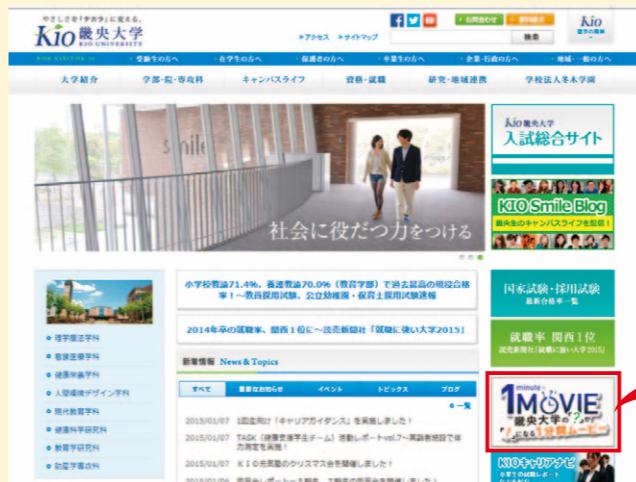 やさしさを「チカラ」に変える。
Kio 畿央大学
KIO UNIVERSITY
アクセス
サイトマップ
お問合わせ
検索
Kio
受験生の方へ
在学生の方へ
保護者の方へ
卒業生の方へ
企業・行政の方へ
地域・一般の方へ
大学紹介
学部・院・専攻科
キャンパスライフ
資格・就職
研究・地域連携
学校法人冬木学園
smile
社会に役だつ力をつける
Kio 畿央大学
入試総合サイト
KIO Smile Blog
畿央生のキャンパスライフを配信!
小学校教諭71.4%、養護教諭70.0%（教育学部）で過去最高の現役合格
率！～教員採用試験、公立幼稚園・保育士採用試験速報
2014年卒の就職率、関西1位に～読売新聞社「就職に強い大学2015」
国家試験・採用試験
最新合格率一覧
就職率 関西1位
読売新聞社「就職に強い大学2015」
理学療法学科
看護医療学科
健康栄養学科
人間環境デザイン学科
現代教育学科
健康科学研究科
教育学研究科
助産学専攻科
新着情報 News & Topics
すべて
重要なお知らせ
イベント
トピックス
ブログ
一覧
2015/01/07 1回生向け「キャリアガイダンス」を実施しました！
2015/01/07 TASK（健康支援学生チーム）活動レポートvol.7～英語教施設で体
力測定を実施！
2015/01/07 KIO元気塾のクリスマス会を開催しました！
1minute MOVIE
畿央大学の「?」が
「!」になる1分間ムービー
KIOキャリアナビ